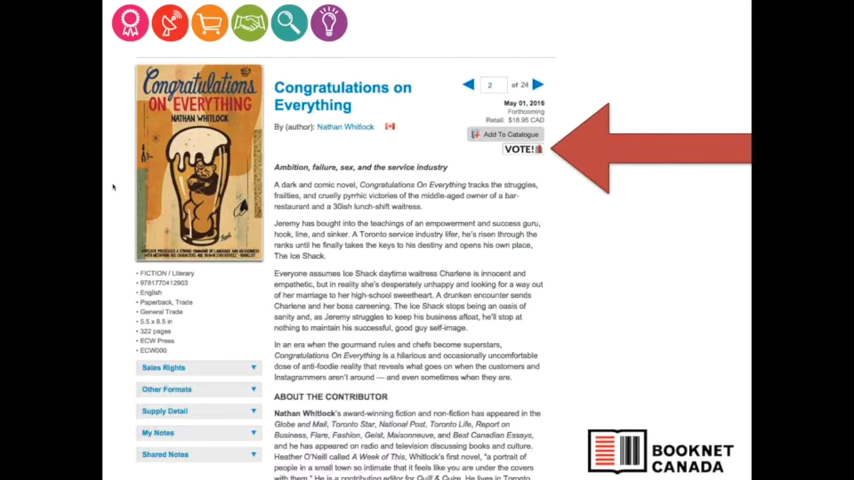 Congratulations
ON EVERYTHING
NATHAN WHITLOCK
Congratulations on
Everything
2 of 24
May 01, 2016
Forthcoming
Retail: $18.95 CAD
By (author): Nathan Whitlock
Add To Catalogue
VOTE!
Ambition, failure, sex, and the service industry
A dark and comic novel, Congratulations On Everything tracks the struggles,
frailties, and cruelly pyrrhic victories of the middle-aged owner of a bar-
restaurant and a 30ish lunch-shift waitress.
Jeremy has bought into the teachings of an empowerment and success guru,
hook, line, and sinker. A Toronto service industry lifer, he's risen through the
ranks until he finally takes the keys to his destiny and opens his own place,
The Ice Shack.
Everyone assumes Ice Shack daytime waitress Charlene is innocent and
empathetic, but in reality she's desperately unhappy and looking for a way out
of her marriage to her high-school sweetheart. A drunken encounter sends
Charlene and her boss careening. The Ice Shack stops being an oasis of
sanity and, as Jeremy struggles to keep his business afloat, he'll stop at
nothing to maintain his successful, good guy self-image.
In an era when the gourmand rules and chefs become superstars,
Congratulations On Everything is a hilarious and occasionally uncomfortable
dose of anti-foodie reality that reveals what goes on when the customers and
Instagrammers aren't around — and even sometimes when they are.
ABOUT THE CONTRIBUTOR
Nathan Whitlock's award-winning fiction and non-fiction has appeared in the
Globe and Mail, Toronto Star, National Post, Toronto Life, Report on
Business, Flare, Fashion, Geist, Maisonneuve, and Best Canadian Essays,
and he has appeared on radio and television discussing books and culture.
Heather O'Neill called A Week of This, Whitlock's first novel, "a portrait of
people in a small town so intimate that it feels like you are under the covers
with them." He is a contributing editor for Quill & Quire. He lives in Toronto
• FICTION / Literary
• 9781770412903
• English
• Paperback, Trade
• General Trade
• 5.5 x 8.5 in
• 322 pages
• ECW Press
• ECW000
Sales Rights
Other Formats
Supply Detail
My Notes
Shared Notes
BOOKNET
CANADA